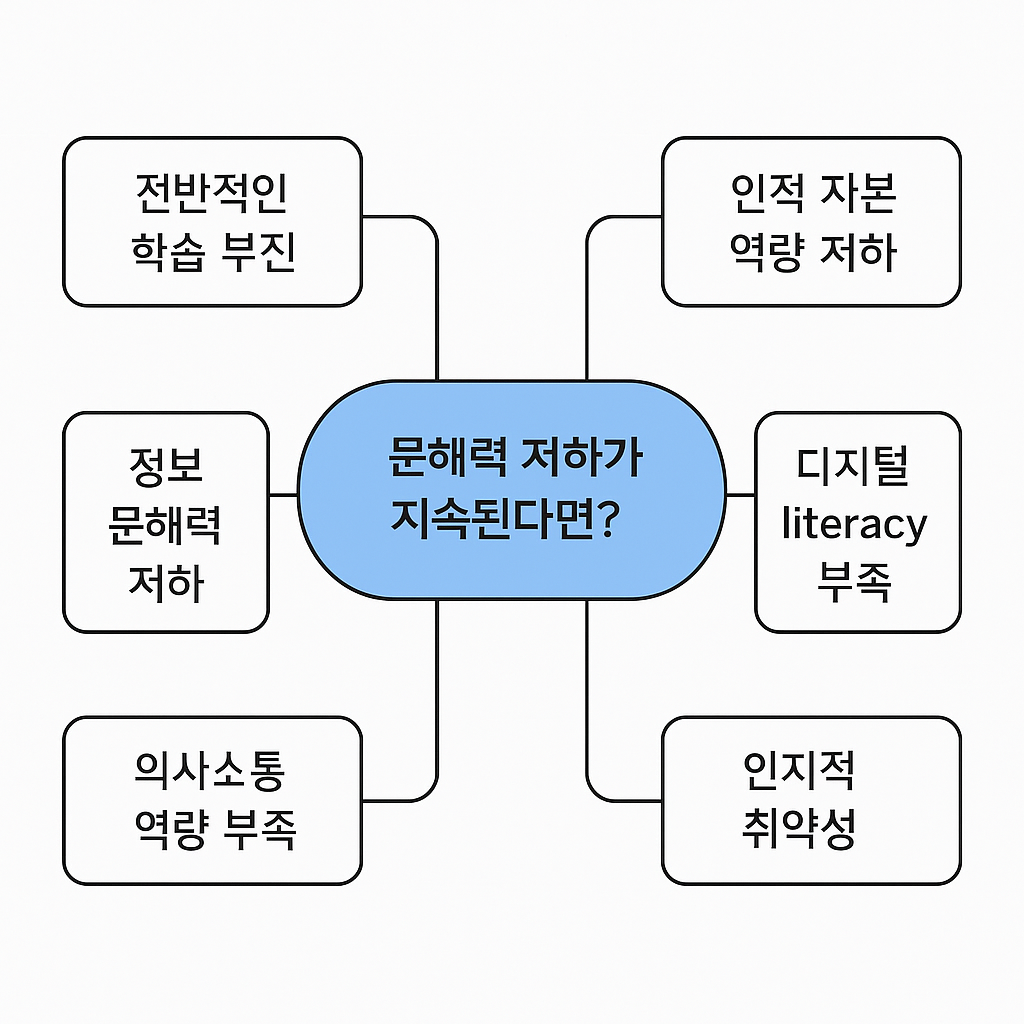 전반적인
학습 부진
인적 자본
역량 저하
문해력 저하가
지속된다면?
정보
문해력
저하
디지털
literacy
부족
의사소통
역량 부족
인지적
취약성